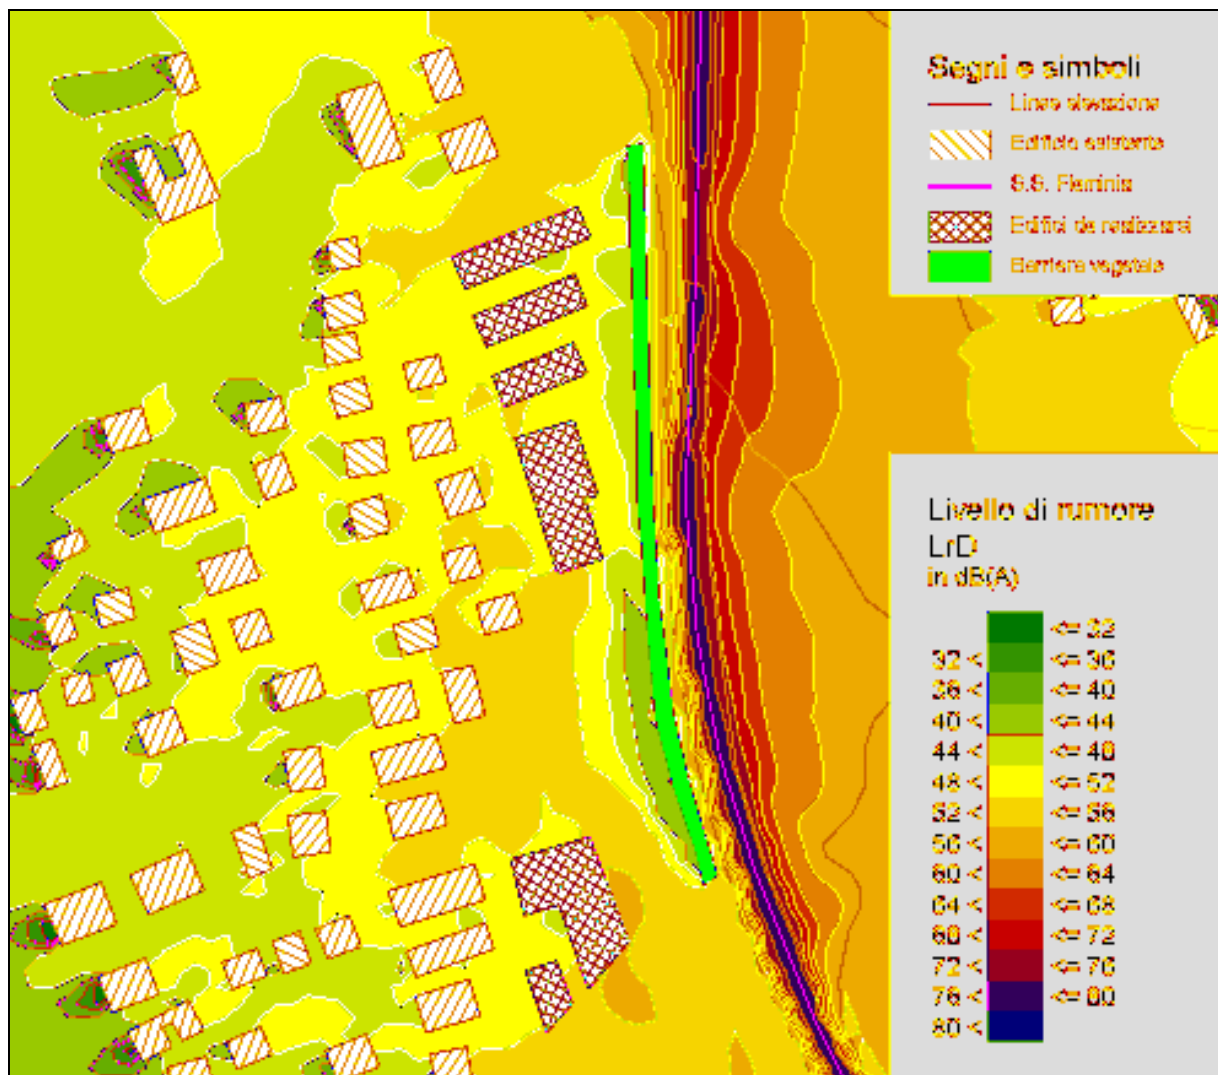 Segni e simboli
Linea elevazione
Edificio esistente
S.S. Flaminia
Edifici da realizzarsi
Barriera vegetale
Livello di rumore
LrD
in dB(A)
<= 32
32 < <= 36
36 < <= 40
40 < <= 44
44 < <= 48
48 < <= 52
52 < <= 56
56 < <= 60
60 < <= 64
64 < <= 68
68 < <= 72
72 < <= 76
76 < <= 80
80 <